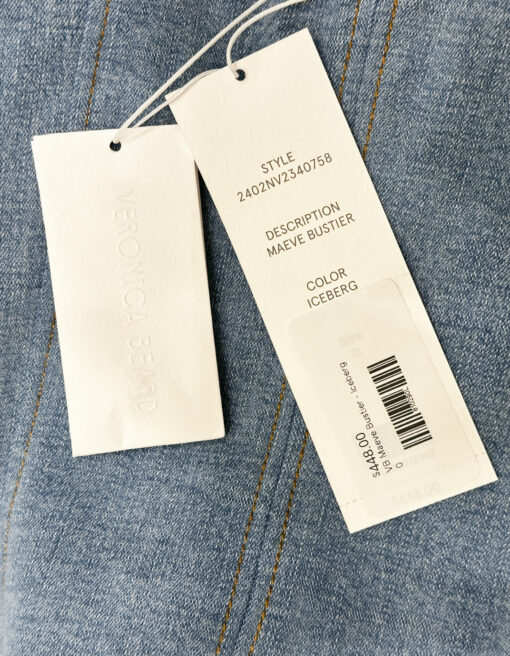 VERONICA BEARD
STYLE
2402NV2340758
DESCRIPTION
MAEVE BUSTIER
COLOR
ICEBERG
Size
0
VB Maeve Bustier - Iceberg
0
$448.00
$448.00